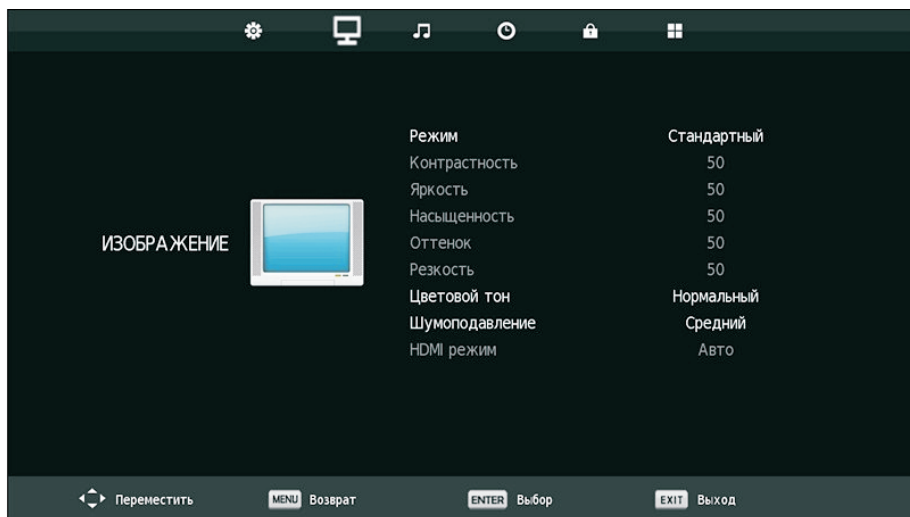 Режим Стандартный
Контрастность 50
Яркость 50
Насыщенность 50
ИЗОБРАЖЕНИЕ
Оттенок 50
Резкость 50
Цветовой тон Нормальный
Шумоподавление Средний
HDMI режим Авто
Переместить MENU Возврат ENTER Выбор EXIT Выход